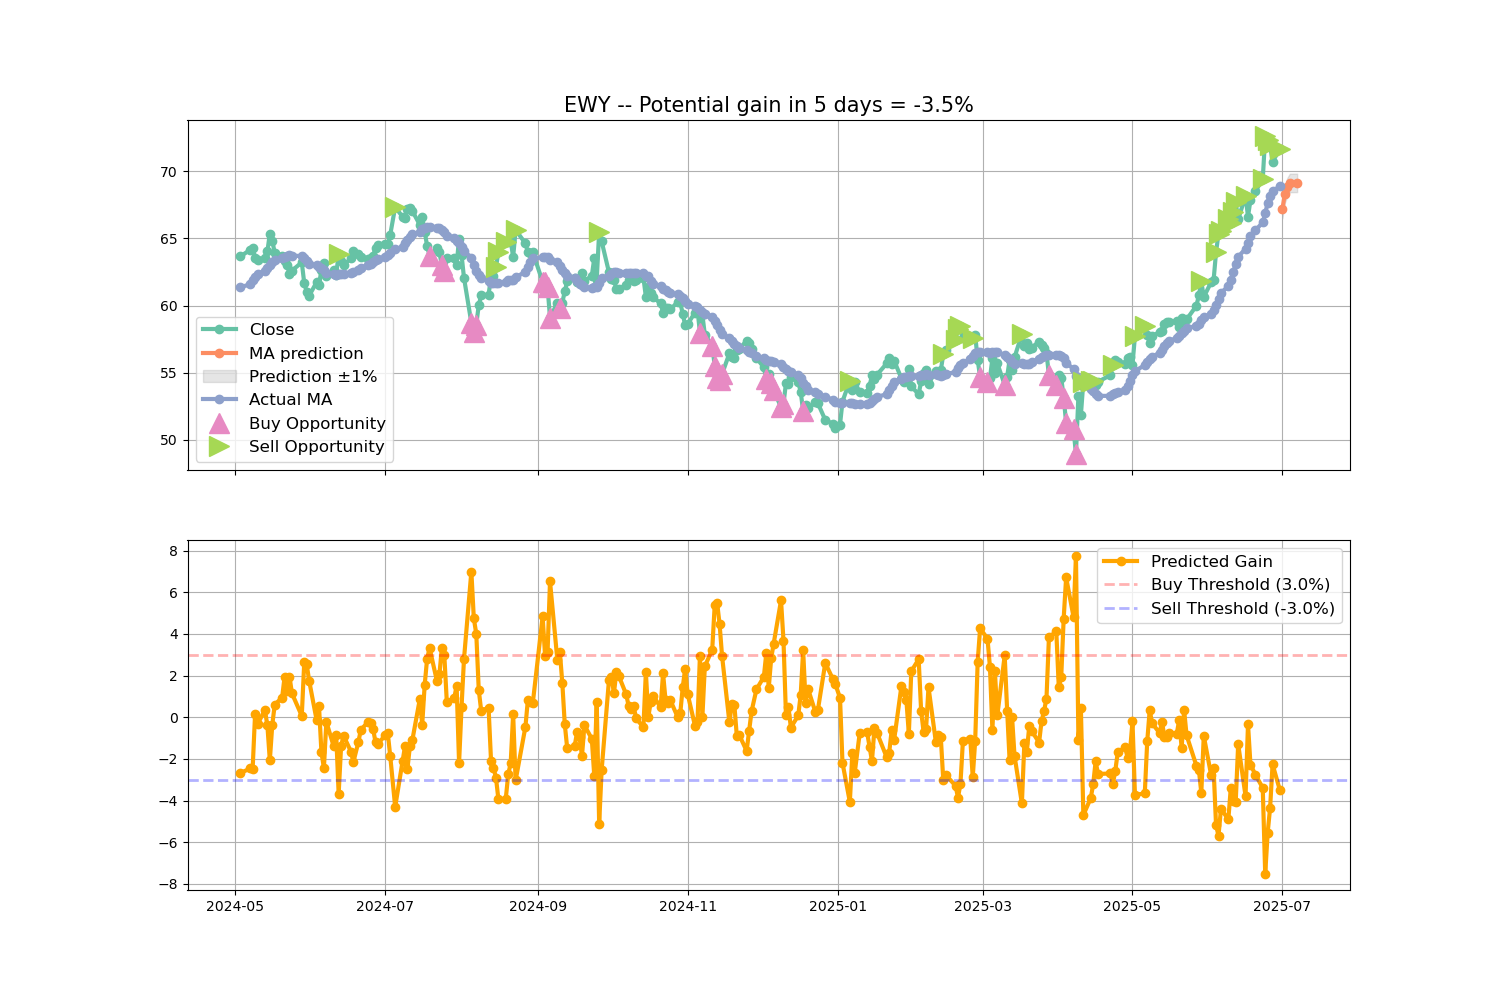 EWY -- Potential gain in 5 days = -3.5%
70
65
60
55
50
Close
MA prediction
Prediction ±1%
Actual MA
Buy Opportunity
Sell Opportunity
8
6
4
2
0
−2
−4
−6
−8
Predicted Gain
Buy Threshold (3.0%)
Sell Threshold (-3.0%)
2024-05
2024-07
2024-09
2024-11
2025-01
2025-03
2025-05
2025-07